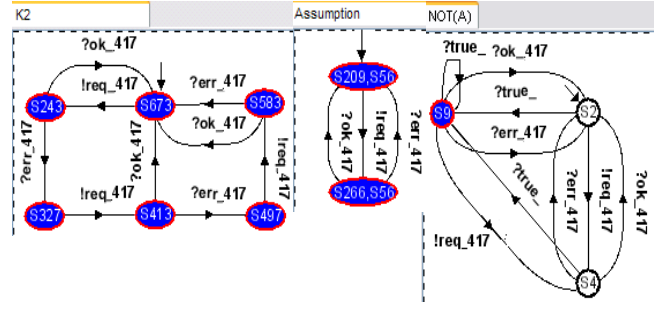 K2
?ok_417
!req_417
?err_417
S243
S673
S583
?ok_417
?err_417
?ok_417
!req_417
!req_417
?err_417
S327
S413
S497
Assumption
S209,S56
?ok_417
!req_417
?err_417
S266,S56
NOT(A)
?true_
?ok_417
?true_
S9
S2
?err_417
?true_
?err_417
!req_417
?ok_417
!req_417
S4